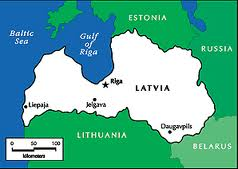 ESTONIA
Baltic
Sea
Gulf
of
Riga
RUSSIA
Riga
LATVIA
Liepaja
Jelgava
Daugavpils
LITHUANIA
BELARUS
0 50 100
kilometers